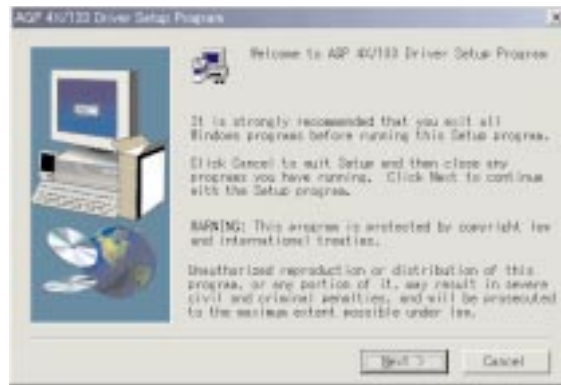 AGP 4X/133 Driver Setup Program
Welcome to AGP 4X/133 Driver Setup Program
It is strongly recommended that you exit all
Windows programs before running this Setup program.
Click Cancel to quit Setup and then close any
programs you have running. Click Next to continue
with the Setup program.
WARNING: This program is protected by copyright law
and international treaties.
Unauthorized reproduction or distribution of this
program, or any portion of it, may result in severe
civil and criminal penalties, and will be prosecuted
to the maximum extent possible under law.
Next >
Cancel